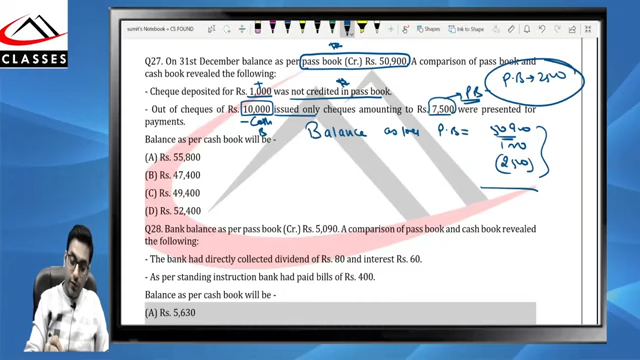 sumit's Notebook » CS FOUND
CLASSES
Q27. On 31st December balance as per pass book (Cr.) Rs. 50,900. A comparison of pass book and
cash book revealed the following:
- Cheque deposited for Rs. 1,000 was not credited in pass book.
- Out of cheques of Rs. 10,000 issued only cheques amounting to Rs. 7,500 were presented for
payments.
Balance as per cash book will be -
(A) Rs. 55,800
(B) Rs. 47,400
(C) Rs. 49,400
(D) Rs. 52,400
+
PB
P.B → 2500
- Cash
B
Balance as per P.B =
50900
(2500)
Q28. Bank balance as per pass book (Cr.) Rs. 5,090. A comparison of pass book and cash book revealed
the following:
- The bank had directly collected dividend of Rs. 80 and interest Rs. 60.
- As per standing instruction bank had paid bills of Rs. 400.
Balance as per cash book will be -
(A) Rs. 5,630